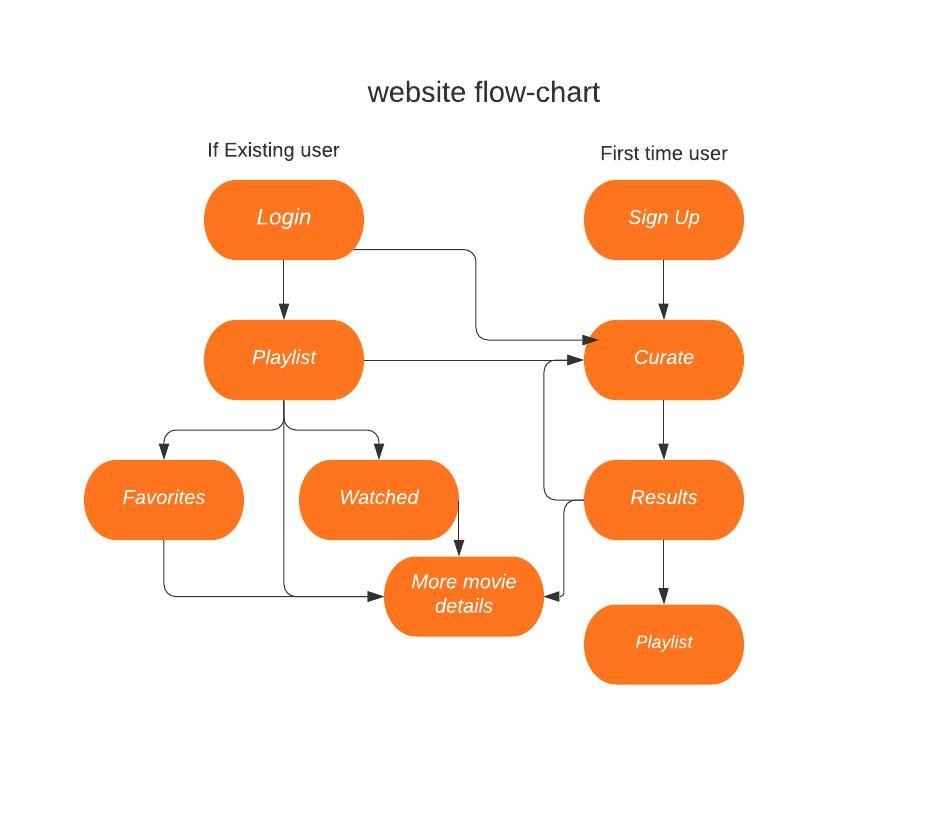 website flow-chart
If Existing user
First time user
Login
Sign Up
Playlist
Curate
Favorites
Watched
Results
More movie
details
Playlist